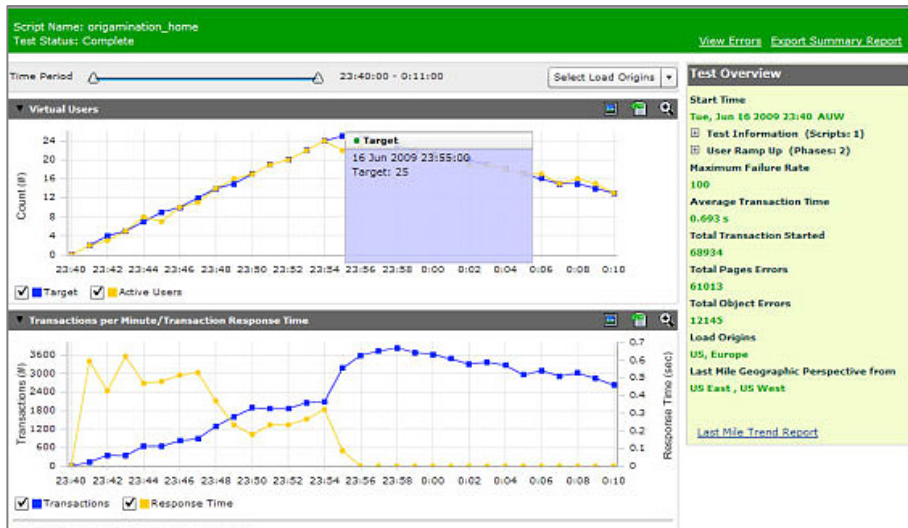 Script Name: origamination_home
Test Status: Complete
View Errors Export Summary Report
Time Period 23:40:00 - 0:11:00 Select Load Origins
Virtual Users
Count (#)
24
20
16
12
8
4
0
Target
16 Jun 2009 23:55:00
Target: 25
23:40 23:42 23:44 23:46 23:48 23:50 23:52 23:54 23:56 23:58 0:00 0:02 0:04 0:06 0:08 0:10
Target Active Users
Transactions per Minute/Transaction Response Time
Transactions (#)
3600
3000
2400
1800
1200
600
0
0.7
0.6
0.5
0.4
0.3
0.2
0.1
0
Response Time (sec)
23:40 23:42 23:44 23:46 23:48 23:50 23:52 23:54 23:56 23:58 0:00 0:02 0:04 0:06 0:08 0:10
Transactions Response Time
Test Overview
Start Time
Tue, Jun 16 2009 23:40 AUW
Test Information (Scripts: 1)
User Ramp Up (Phases: 2)
Maximum Failure Rate
100
Average Transaction Time
0.693 s
Total Transaction Started
68934
Total Pages Errors
61013
Total Object Errors
12145
Load Origins
US, Europe
Last Mile Geographic Perspective from
US East , US West
Last Mile Trend Report